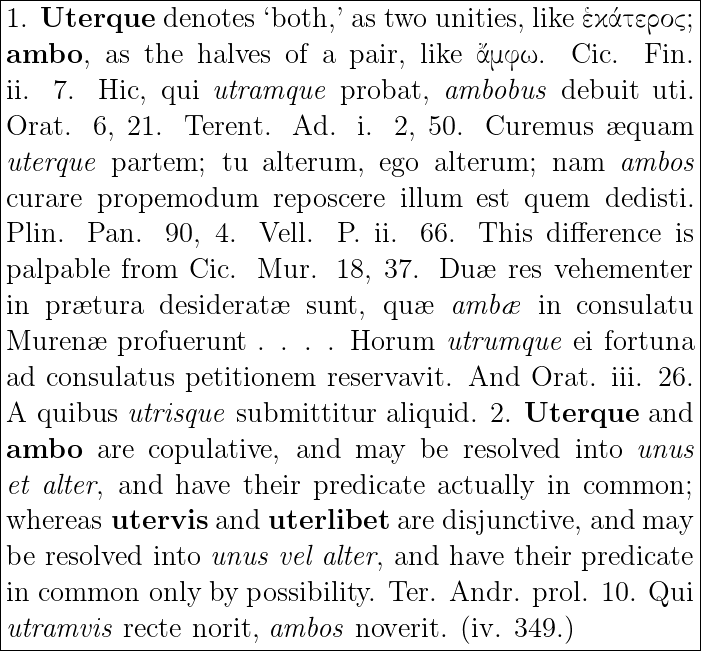 1. Uterque denotes ‘both,’ as two unities, like ἑκάτερος;
ambo, as the halves of a pair, like ἄμφω. Cic. Fin.
ii. 7. Hic, qui utramque probat, ambobus debuit uti.
Orat. 6, 21. Terent. Ad. i. 2, 50. Curemus æquam
uterque partem; tu alterum, ego alterum; nam ambos
curare propemodum reposcere illum est quem dedisti.
Plin. Pan. 90, 4. Vell. P. ii. 66. This difference is
palpable from Cic. Mur. 18, 37. Duæ res vehementer
in prætura desideratæ sunt, quæ ambæ in consulatu
Murenæ profuerunt . . . . Horum utrumque ei fortuna
ad consulatus petitionem reservavit. And Orat. iii. 26.
A quibus utrisque submittitur aliquid. 2. Uterque and
ambo are copulative, and may be resolved into unus
et alter, and have their predicate actually in common;
whereas utervis and uterlibet are disjunctive, and may
be resolved into unus vel alter, and have their predicate
in common only by possibility. Ter. Andr. prol. 10. Qui
utramvis recte norit, ambos noverit. (iv. 349.)